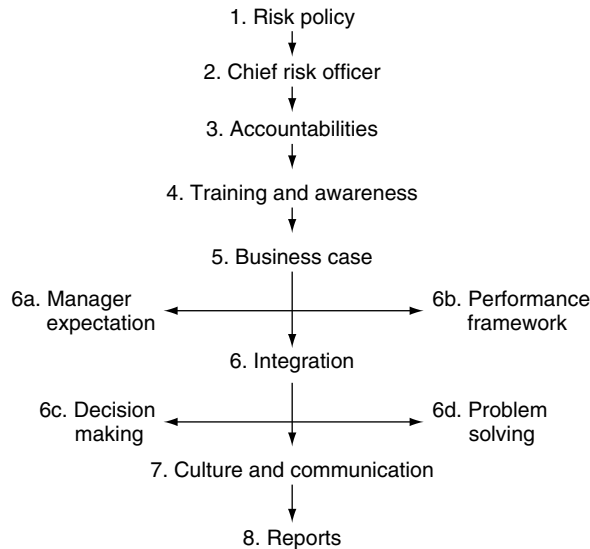 1. Risk policy
2. Chief risk officer
3. Accountabilities
4. Training and awareness
5. Business case
6a. Manager
expectation
6b. Performance
framework
6. Integration
6c. Decision
making
6d. Problem
solving
7. Culture and communication
8. Reports